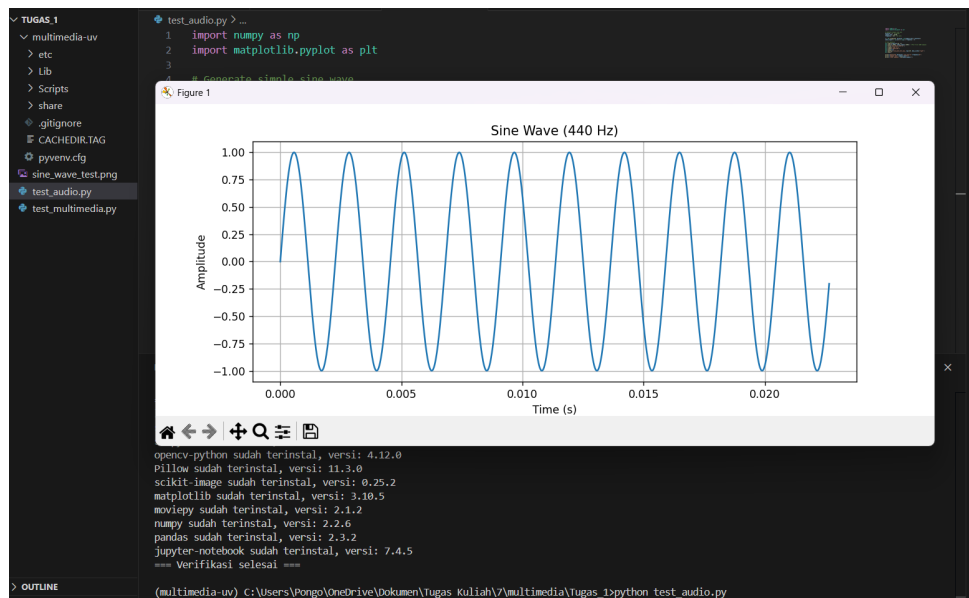 TUGAS_1
multimedia-uv
etc
Lib
Scripts
share
.gitignore
CACHEDIR.TAG
pyvenv.cfg
sine_wave_test.png
test_audio.py
test_multimedia.py
OUTLINE
test_audio.py > ...
1 import numpy as np
2 import matplotlib.pyplot as plt
3
4 # Generate simple sine wave
Figure 1
Sine Wave (440 Hz)
1.00
0.75
0.50
0.25
0.00
−0.25
−0.50
−0.75
−1.00
Amplitude
0.000 0.005 0.010 0.015 0.020
Time (s)
opencv-python sudah terinstal, versi: 4.12.0
Pillow sudah terinstal, versi: 11.3.0
scikit-image sudah terinstal, versi: 0.25.2
matplotlib sudah terinstal, versi: 3.10.5
moviepy sudah terinstal, versi: 2.1.2
numpy sudah terinstal, versi: 2.2.6
pandas sudah terinstal, versi: 2.3.2
jupyter-notebook sudah terinstal, versi: 7.4.5
=== Verifikasi selesai ===
(multimedia-uv) C:\Users\Pongo\OneDrive\Dokumen\Tugas Kuliah\7\multimedia\Tugas_1>python test_audio.py